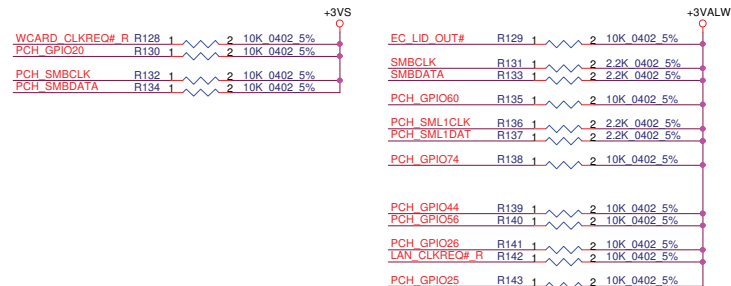 +3VS
WCARD_CLKREQ#_R R128 1 2 10K_0402_5%
PCH_GPIO20 R130 1 2 10K_0402_5%
PCH_SMBCLK R132 1 2 10K_0402_5%
PCH_SMBDATA R134 1 2 10K_0402_5%
+3VALW
EC_LID_OUT# R129 1 2 10K_0402_5%
SMBCLK R131 1 2 2.2K_0402_5%
SMBDATA R133 1 2 2.2K_0402_5%
PCH_GPIO60 R135 1 2 10K_0402_5%
PCH_SML1CLK R136 1 2 2.2K_0402_5%
PCH_SML1DAT R137 1 2 2.2K_0402_5%
PCH_GPIO74 R138 1 2 10K_0402_5%
PCH_GPIO44 R139 1 2 10K_0402_5%
PCH_GPIO56 R140 1 2 10K_0402_5%
PCH_GPIO26 R141 1 2 10K_0402_5%
LAN_CLKREQ#_R R142 1 2 10K_0402_5%
PCH_GPIO25 R143 1 2 10K_0402_5%